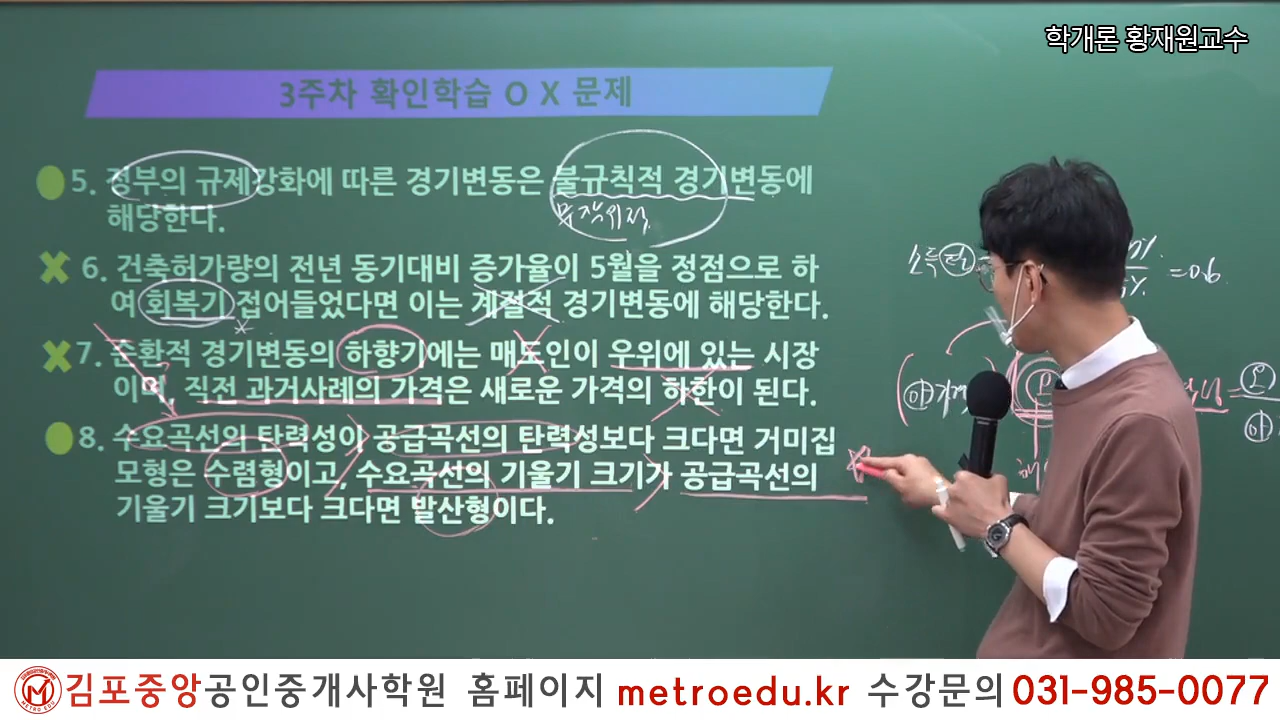 학개론 황재원교수
3주차 확인학습 O X 문제
5. 정부의 규제강화에 따른 경기변동은 불규칙적 경기변동에
해당한다.
무작위적
6. 건축허가량의 전년 동기대비 증가율이 5월을 정점으로 하
여 회복기 접어들었다면 이는 계절적 경기변동에 해당한다.
7. 순환적 경기변동의 하향기에는 매도인이 우위에 있는 시장
이며, 직전 과거사례의 가격은 새로운 가격의 하한이 된다.
8. 수요곡선의 탄력성이 공급곡선의 탄력성보다 크다면 거미집
모형은 수렴형이고, 수요곡선의 기울기 크기가 공급곡선의
기울기 크기보다 크다면 발산형이다.
소득
=0.6
김포중앙공인중개사학원 홈페이지 metroedu.kr 수강문의 031-985-0077
METRO EDU